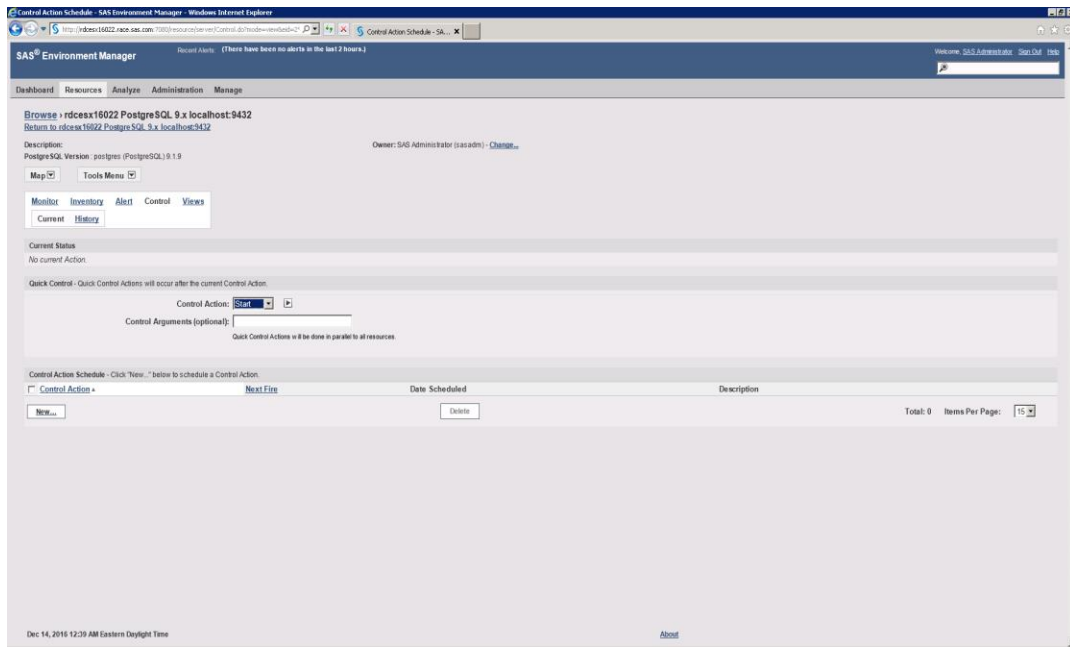 Control Action Schedule - SAS Environment Manager - Windows Internet Explorer
Control Action Schedule - SA... X
SAS® Environment Manager
Recent Alerts: (There have been no alerts in the last 2 hours.)
Welcome, SAS Administrator Sign Out Help
Dashboard Resources Analyze Administration Manage
Browse › rdcesx16022 PostgreSQL 9.x localhost:9432
Return to rdcesx16022 PostgreSQL 9.x localhost:9432
Description:
Owner: SAS Administrator (sasadm) - Change...
PostgreSQL Version : postgres (PostgreSQL) 9.1.9
Map Tools Menu
Monitor Inventory Alert Control Views
Current History
Current Status
No current Action.
Quick Control - Quick Control Actions will occur after the current Control Action.
Control Action: Start
Control Arguments (optional):
Quick Control Actions will be done in parallel to all resources.
Control Action Schedule - Click "New..." below to schedule a Control Action.
Control Action Next Fire Date Scheduled Description
New... Delete Total: 0 Items Per Page: 15
Dec 14, 2016 12:39 AM Eastern Daylight Time
About